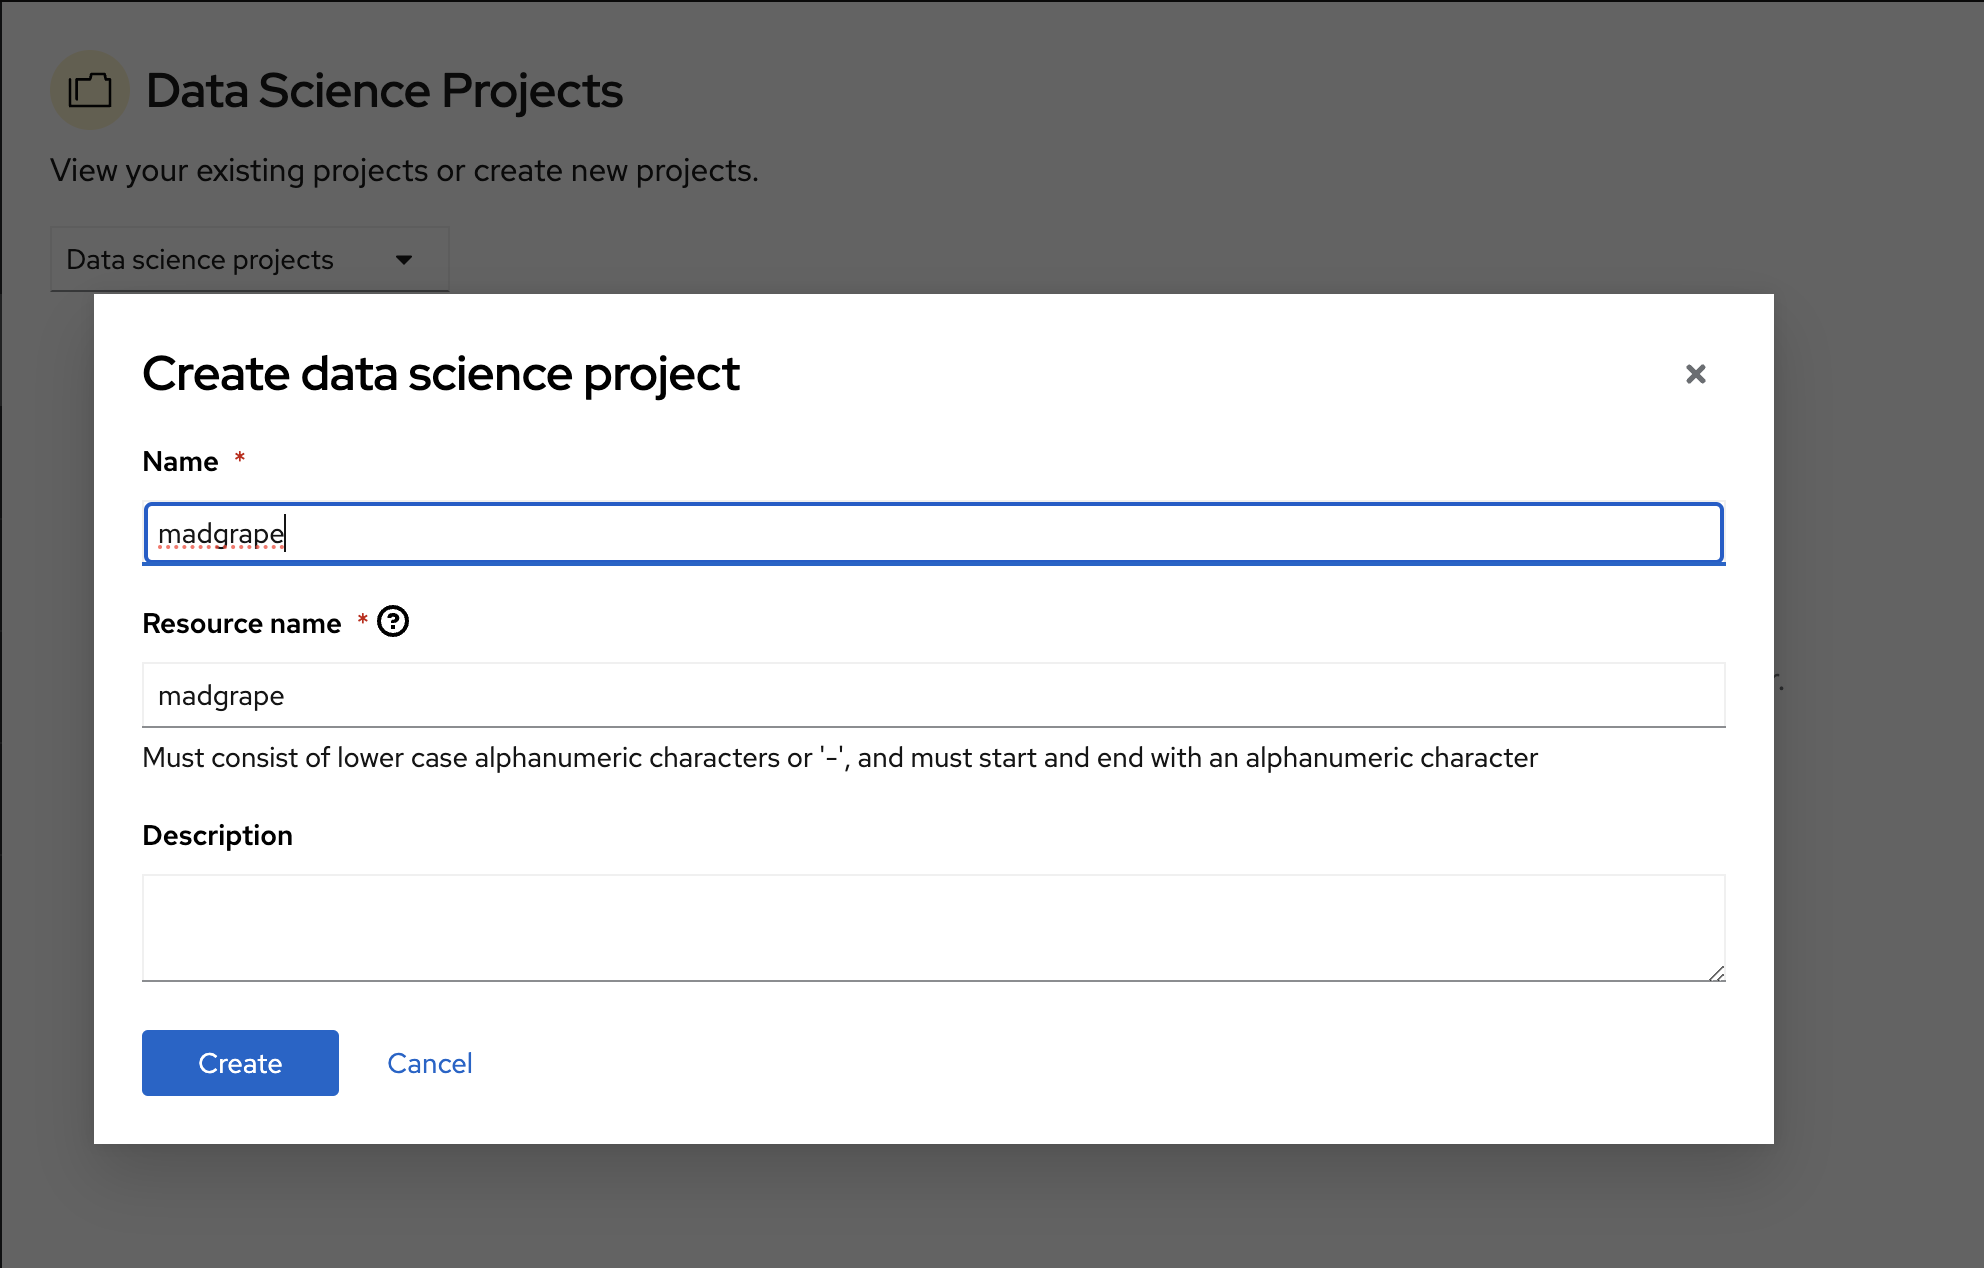 Data Science Projects
View your existing projects or create new projects.
Data science projects
Create data science project
Name *
madgrape
Resource name *
madgrape
Must consist of lower case alphanumeric characters or '-', and must start and end with an alphanumeric character
Description
Create Cancel